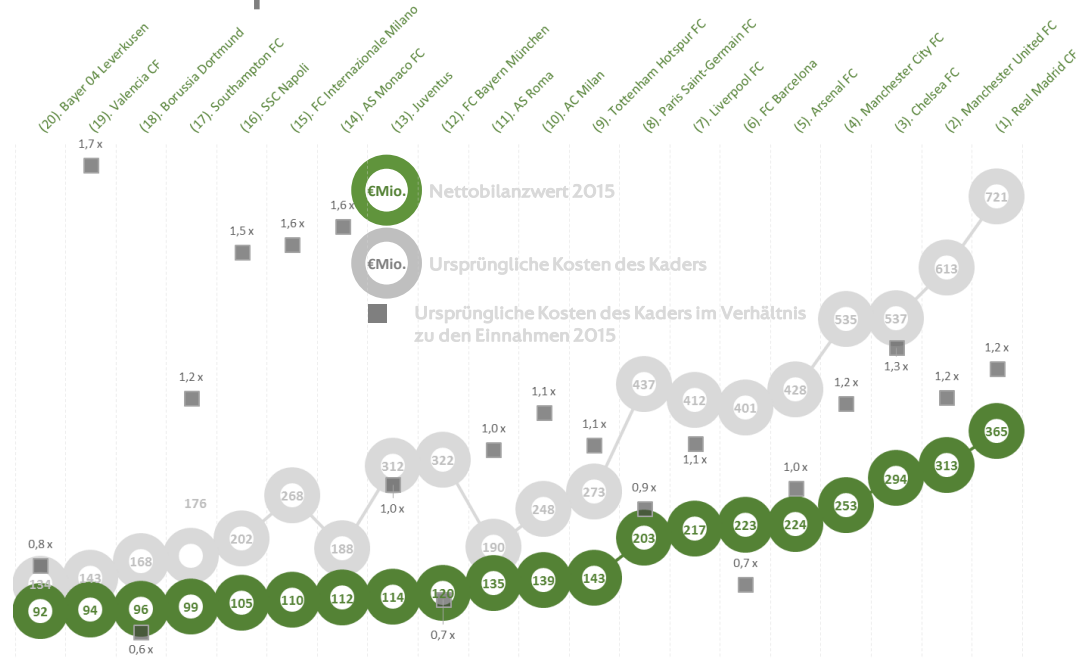 (20). Bayer 04 Leverkusen
(19). Valencia CF
(18). Borussia Dortmund
(17). Southampton FC
(16). SSC Napoli
(15). FC Internazionale Milano
(14). AS Monaco FC
(13). Juventus
(12). FC Bayern München
(11). AS Roma
(10). AC Milan
(9). Tottenham Hotspur FC
(8). Paris Saint-Germain FC
(7). Liverpool FC
(6). FC Barcelona
(5). Arsenal FC
(4). Manchester City FC
(3). Chelsea FC
(2). Manchester United FC
(1). Real Madrid CF
1,7 x
€Mio. Nettobilanzwert 2015
721
1,6 x
1,5 x
1,6 x
€Mio. Ursprüngliche Kosten des Kaders
613
Ursprüngliche Kosten des Kaders im Verhältnis
zu den Einnahmen 2015
535
537
1,2 x
1,3 x
1,2 x
437
412
401
428
1,2 x
1,2 x
1,1 x
1,0 x
1,1 x
365
1,1 x
312
322
1,0 x
313
294
268
273
0,9 x
176
1,0 x
248
253
202
203
217
223
224
0,8 x
168
188
190
0,7 x
134
143
92
94
96
99
105
110
112
114
120
135
139
143
0,6 x
0,7 x